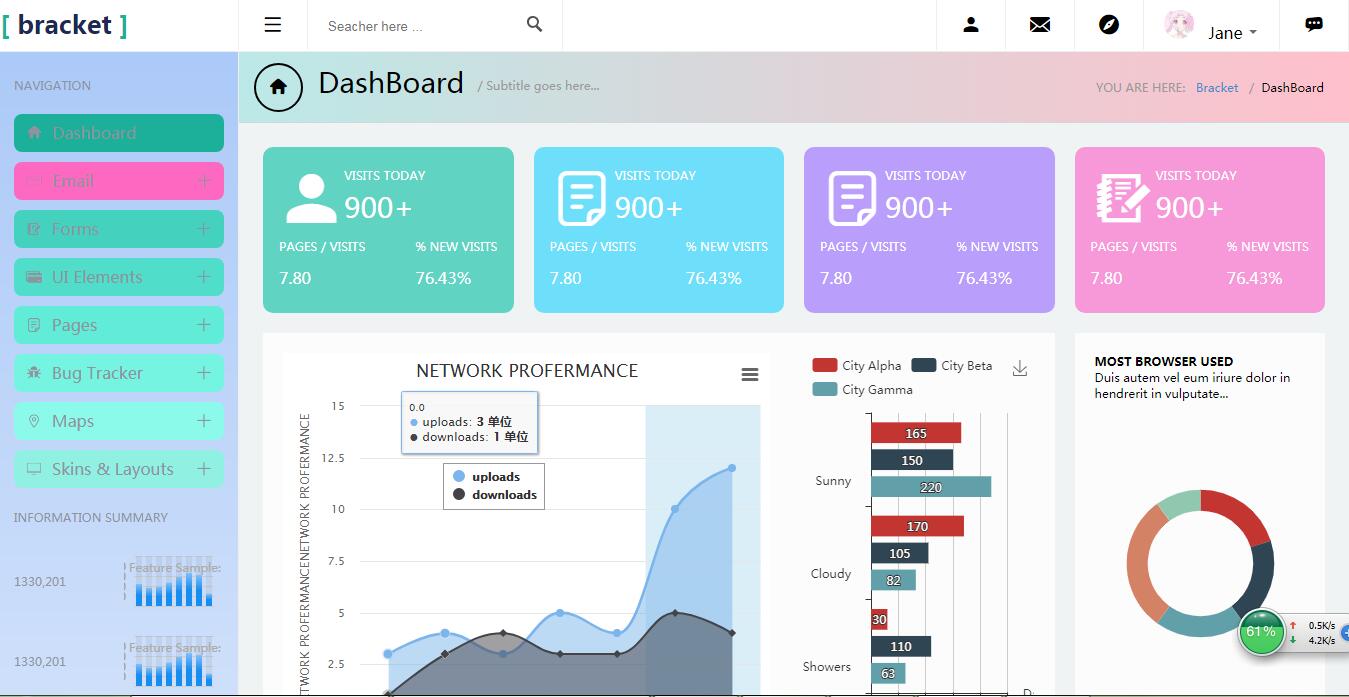 [ bracket ]
Seacher here ...
Jane
NAVIGATION
Dashboard
Email
Forms
UI Elements
Pages
Bug Tracker
Maps
Skins & Layouts
INFORMATION SUMMARY
1330,201
Feature Sample:
1330,201
Feature Sample:
DashBoard / Subtitle goes here...
YOU ARE HERE: Bracket / DashBoard
VISITS TODAY
900+
PAGES / VISITS % NEW VISITS
7.80 76.43%
VISITS TODAY
900+
PAGES / VISITS % NEW VISITS
7.80 76.43%
VISITS TODAY
900+
PAGES / VISITS % NEW VISITS
7.80 76.43%
VISITS TODAY
900+
PAGES / VISITS % NEW VISITS
7.80 76.43%
NETWORK PROFERMANCE
15
12.5
10
7.5
5
2.5
TWORK PROFERMANCENETWORK PROFERMANCE
0.0
uploads: 3 单位
downloads: 1 单位
uploads
downloads
City Alpha City Beta
City Gamma
165
150
Sunny
220
170
105
Cloudy
82
30
110
Showers
63
MOST BROWSER USED
Duis autem vel eum iriure dolor in
hendrerit in vulputate...
61%
0.5K/s
4.2K/s